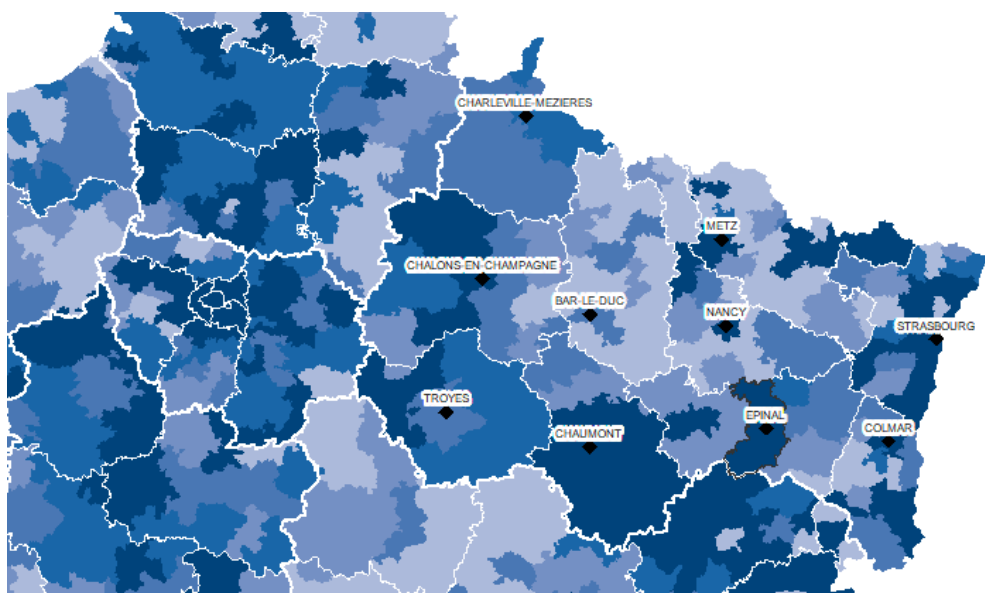 CHARLEVILLE-MEZIERES
METZ
CHALONS-EN-CHAMPAGNE
BAR-LE-DUC
NANCY
STRASBOURG
TROYES
EPINAL
CHAUMONT
COLMAR